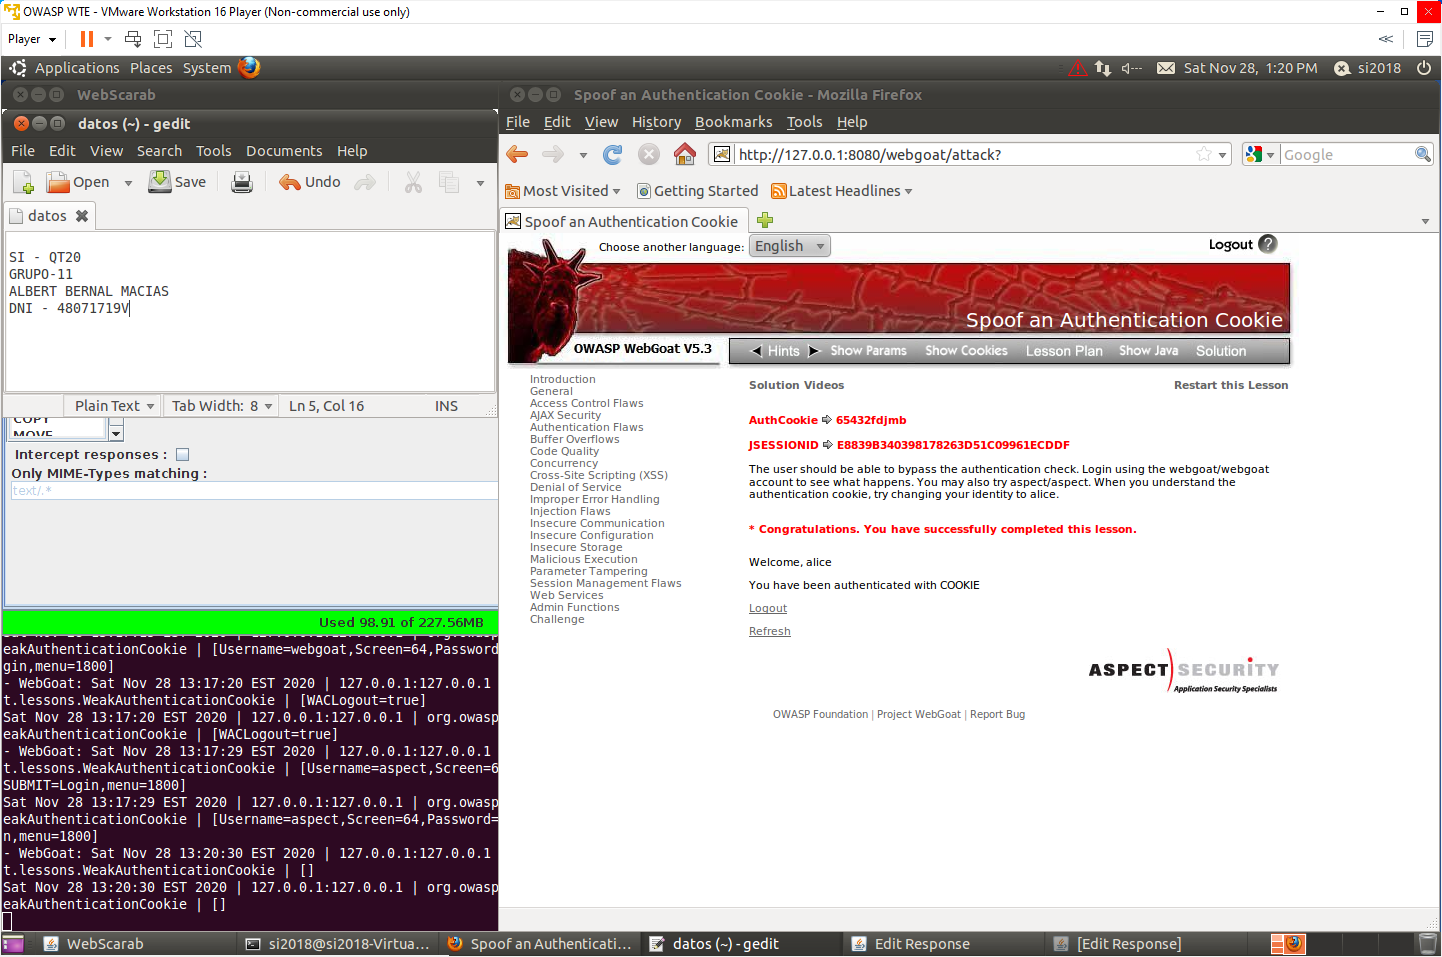 OWASP WTE - VMware Workstation 16 Player (Non-commercial use only)
Player
Applications Places System
Sat Nov 28, 1:20 PM si2018
WebScarab
datos (~) - gedit
File Edit View Search Tools Documents Help
Open Save Undo
datos
SI - QT20
GRUPO-11
ALBERT BERNAL MACIAS
DNI - 48071719V
Plain Text Tab Width: 8 Ln 5, Col 16 INS
COPY
MOVE
Intercept responses :
Only MIME-Types matching :
text/.*
Used 98.91 of 227.56MB
eakAuthenticationCookie | [Username=webgoat,Screen=64,Password
gin,menu=1800]
- WebGoat: Sat Nov 28 13:17:20 EST 2020 | 127.0.0.1:127.0.0.1
t.lessons.WeakAuthenticationCookie | [WACLogout=true]
Sat Nov 28 13:17:20 EST 2020 | 127.0.0.1:127.0.0.1 | org.owasp
eakAuthenticationCookie | [WACLogout=true]
- WebGoat: Sat Nov 28 13:17:29 EST 2020 | 127.0.0.1:127.0.0.1
t.lessons.WeakAuthenticationCookie | [Username=aspect,Screen=6
SUBMIT=Login,menu=1800]
Sat Nov 28 13:17:29 EST 2020 | 127.0.0.1:127.0.0.1 | org.owasp
eakAuthenticationCookie | [Username=aspect,Screen=64,Password=
n,menu=1800]
- WebGoat: Sat Nov 28 13:20:30 EST 2020 | 127.0.0.1:127.0.0.1
t.lessons.WeakAuthenticationCookie | []
Sat Nov 28 13:20:30 EST 2020 | 127.0.0.1:127.0.0.1 | org.owasp
eakAuthenticationCookie | []
Spoof an Authentication Cookie - Mozilla Firefox
File Edit View History Bookmarks Tools Help
http://127.0.0.1:8080/webgoat/attack?
Google
Most Visited Getting Started Latest Headlines
Spoof an Authentication Cookie
Choose another language: English
Logout ?
Spoof an Authentication Cookie
OWASP WebGoat V5.3
Hints Show Params Show Cookies Lesson Plan Show Java Solution
Introduction
General
Access Control Flaws
AJAX Security
Authentication Flaws
Buffer Overflows
Code Quality
Concurrency
Cross-Site Scripting (XSS)
Denial of Service
Improper Error Handling
Injection Flaws
Insecure Communication
Insecure Configuration
Insecure Storage
Malicious Execution
Parameter Tampering
Session Management Flaws
Web Services
Admin Functions
Challenge
Solution Videos
Restart this Lesson
AuthCookie ⇨ 65432fdjmb
JSESSIONID ⇨ E8839B340398178263D51C09961ECDDF
The user should be able to bypass the authentication check. Login using the webgoat/webgoat
account to see what happens. You may also try aspect/aspect. When you understand the
authentication cookie, try changing your identity to alice.
* Congratulations. You have successfully completed this lesson.
Welcome, alice
You have been authenticated with COOKIE
Logout
Refresh
ASPECT SECURITY
Application Security Specialists
OWASP Foundation | Project WebGoat | Report Bug
WebScarab
si2018@si2018-Virtua...
Spoof an Authenticati...
datos (~) - gedit
Edit Response
[Edit Response]